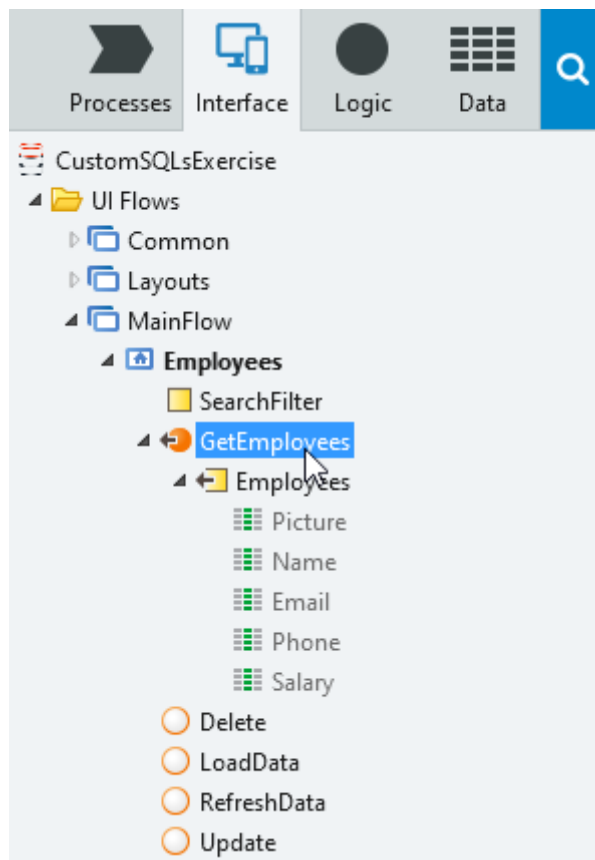 Processes Interface Logic Data
CustomSQLsExercise
UI Flows
Common
Layouts
MainFlow
Employees
SearchFilter
GetEmployees
Employees
Picture
Name
Email
Phone
Salary
Delete
LoadData
RefreshData
Update